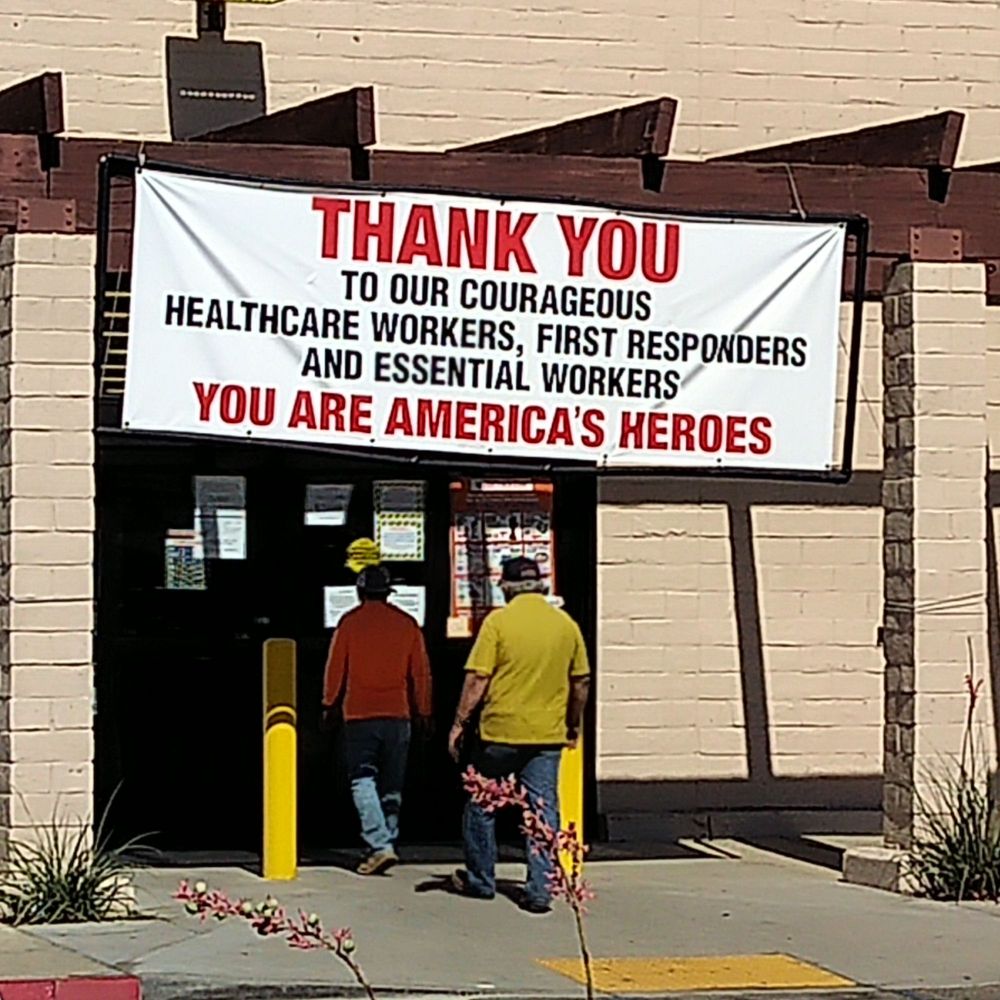 THANK YOU
TO OUR COURAGEOUS
HEALTHCARE WORKERS, FIRST RESPONDERS
AND ESSENTIAL WORKERS
YOU ARE AMERICA'S HEROES